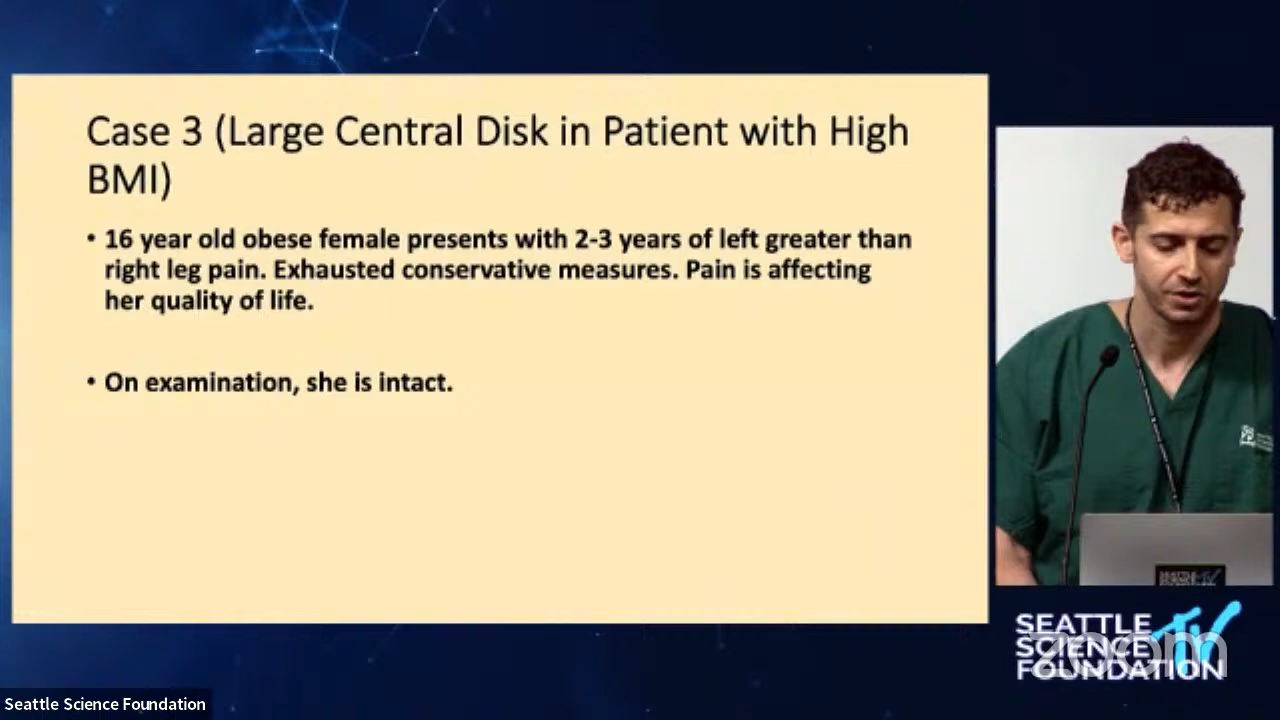 Case 3 (Large Central Disk in Patient with High
BMI)
• 16 year old obese female presents with 2-3 years of left greater than
right leg pain. Exhausted conservative measures. Pain is affecting
her quality of life.
• On examination, she is intact.
SEATTLE
SCIENCE TV
FOUNDATION
zoom
Seattle Science Foundation